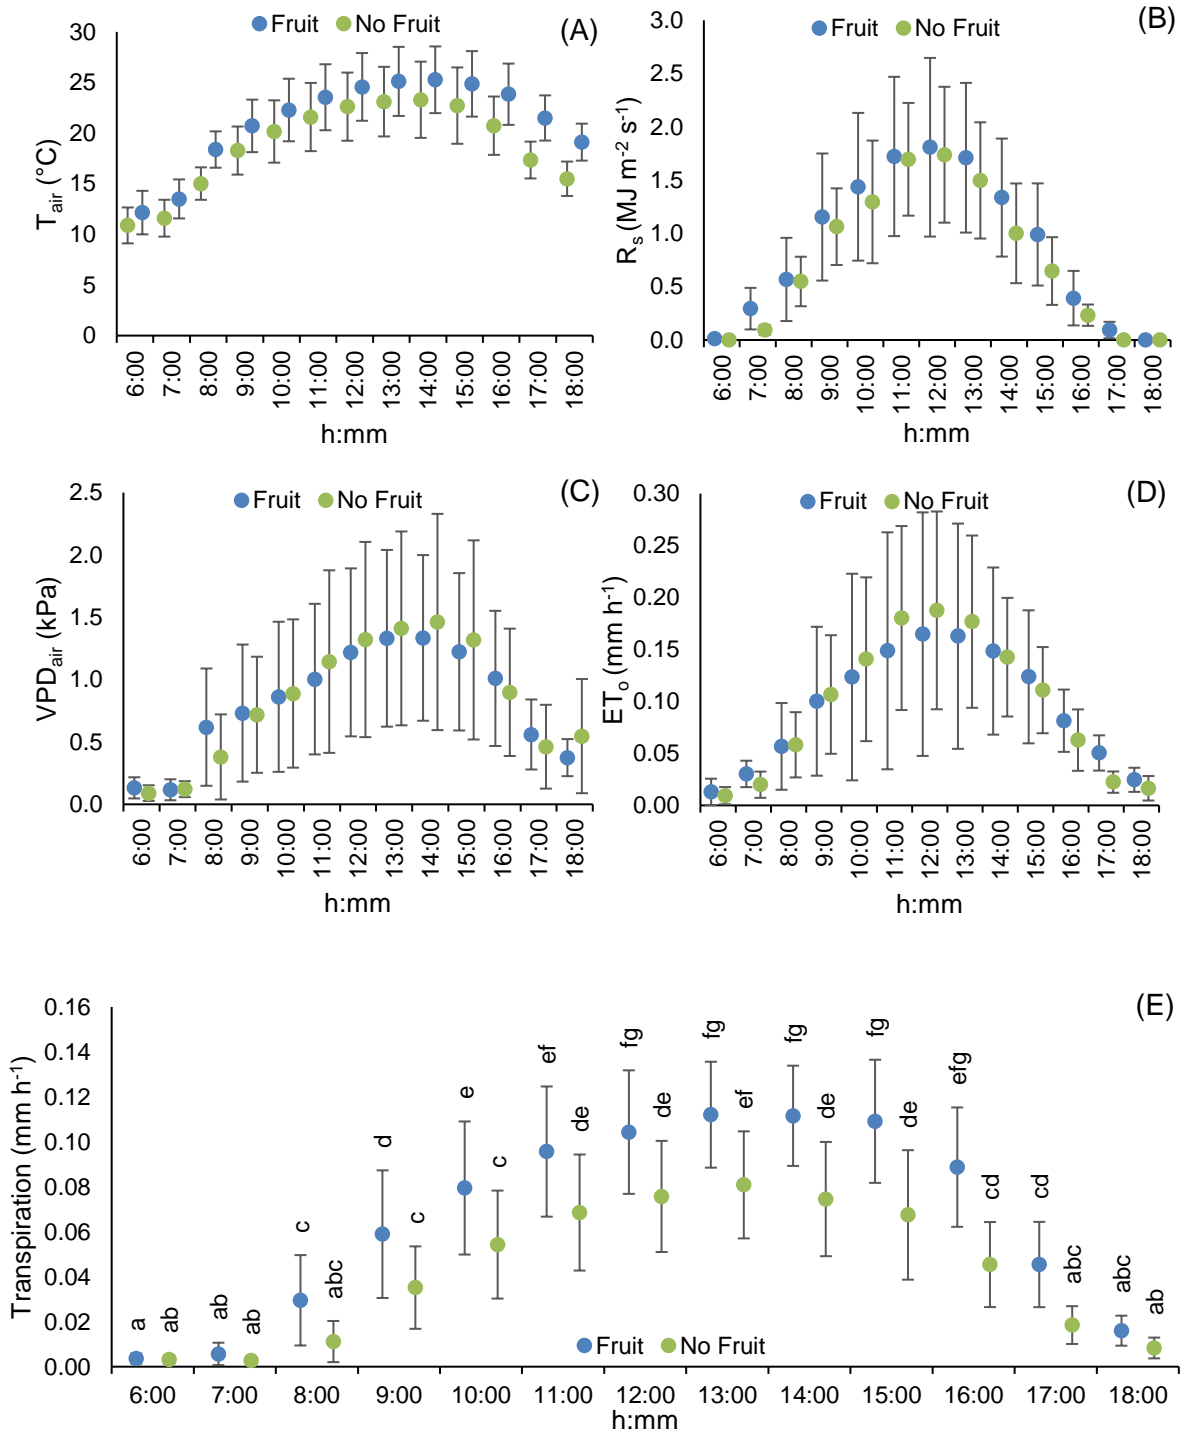 Fruit No Fruit
(A)
T_air (°C)
30
25
20
15
10
5
0
6:00 7:00 8:00 9:00 10:00 11:00 12:00 13:00 14:00 15:00 16:00 17:00 18:00
h:mm
Fruit No Fruit
(B)
R_s (MJ m^-2 s^-1)
3.0
2.5
2.0
1.5
1.0
0.5
0.0
6:00 7:00 8:00 9:00 10:00 11:00 12:00 13:00 14:00 15:00 16:00 17:00 18:00
h:mm
Fruit No Fruit
(C)
VPD_air (kPa)
2.5
2.0
1.5
1.0
0.5
0.0
6:00 7:00 8:00 9:00 10:00 11:00 12:00 13:00 14:00 15:00 16:00 17:00 18:00
h:mm
Fruit No Fruit
(D)
ET_o (mm h^-1)
0.30
0.25
0.20
0.15
0.10
0.05
0.00
6:00 7:00 8:00 9:00 10:00 11:00 12:00 13:00 14:00 15:00 16:00 17:00 18:00
h:mm
(E)
Transpiration (mm h^-1)
0.16
0.14
0.12
0.10
0.08
0.06
0.04
0.02
0.00
a ab ab ab c abc d c e c ef de fg de fg ef fg de fg de efg cd cd abc abc ab
Fruit No Fruit
6:00 7:00 8:00 9:00 10:00 11:00 12:00 13:00 14:00 15:00 16:00 17:00 18:00
h:mm